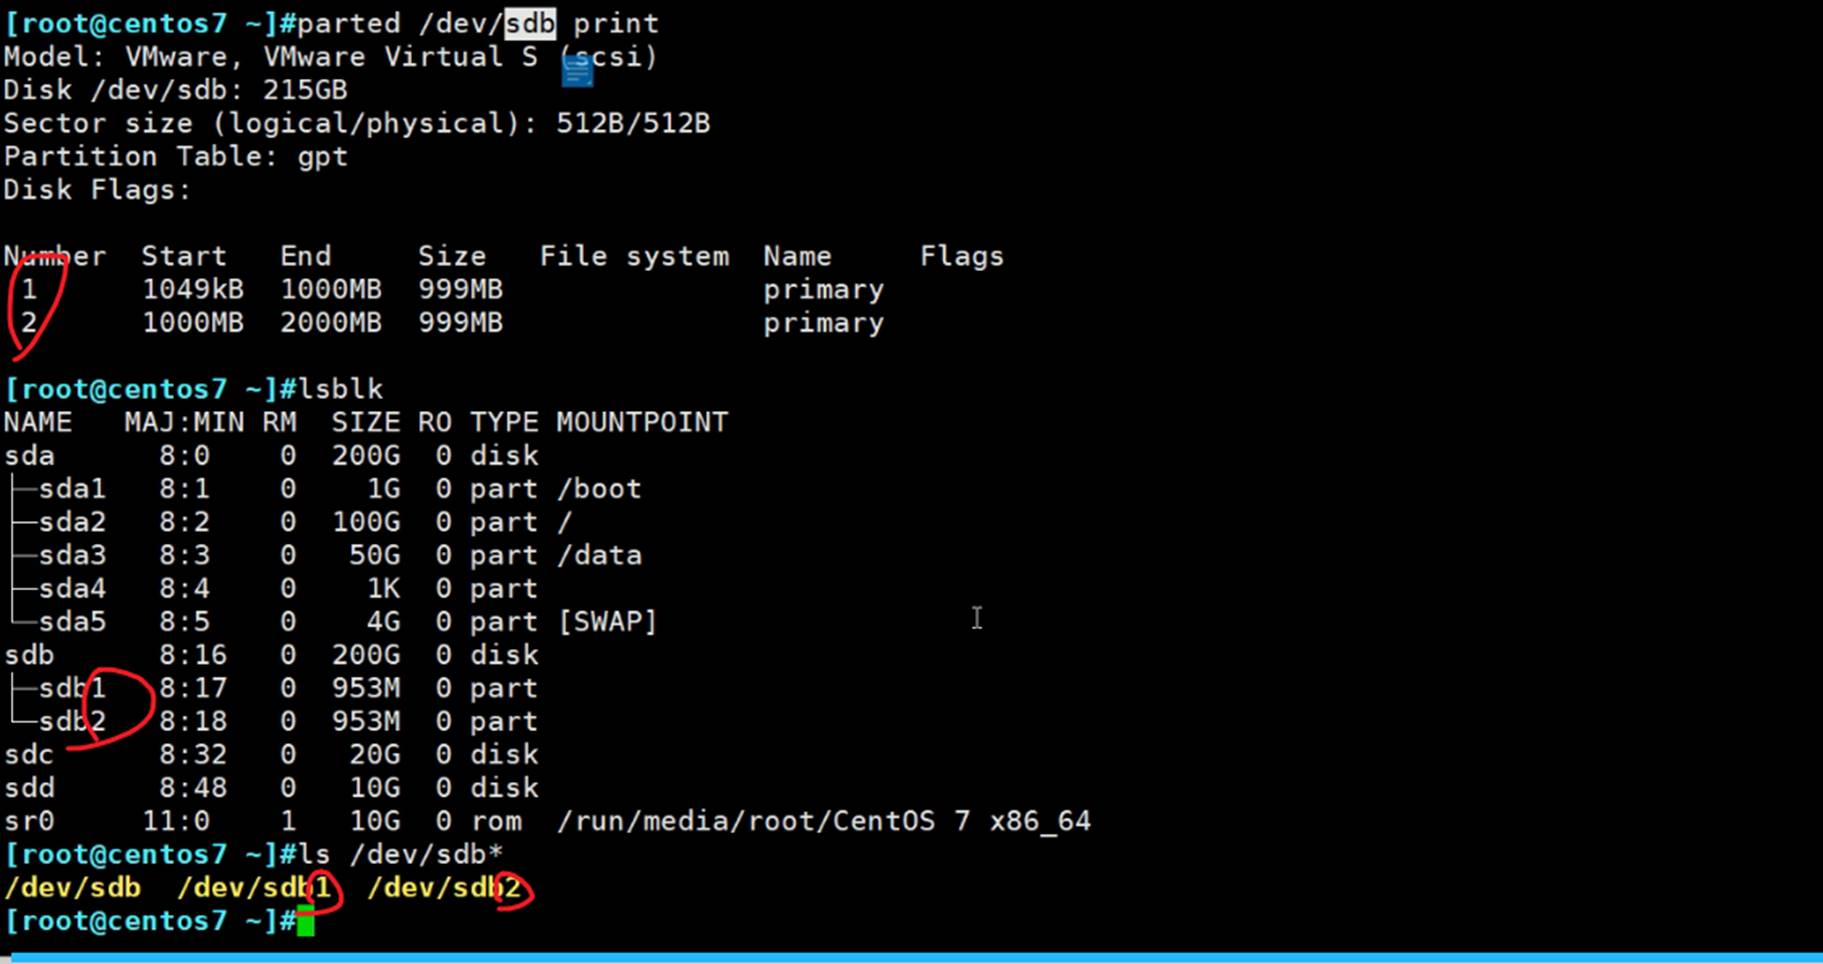 [root@centos7 ~]#parted /dev/sdb print
Model: VMware, VMware Virtual S (scsi)
Disk /dev/sdb: 215GB
Sector size (logical/physical): 512B/512B
Partition Table: gpt
Disk Flags:
Number  Start   End     Size   File system  Name     Flags
 1      1049kB  1000MB  999MB               primary
 2      1000MB  2000MB  999MB               primary
[root@centos7 ~]#lsblk
NAME   MAJ:MIN RM  SIZE RO TYPE MOUNTPOINT
sda      8:0    0  200G  0 disk
├─sda1   8:1    0    1G  0 part /boot
├─sda2   8:2    0  100G  0 part /
├─sda3   8:3    0   50G  0 part /data
├─sda4   8:4    0    1K  0 part
└─sda5   8:5    0    4G  0 part [SWAP]
sdb      8:16   0  200G  0 disk
├─sdb1   8:17   0  953M  0 part
└─sdb2   8:18   0  953M  0 part
sdc      8:32   0   20G  0 disk
sdd      8:48   0   10G  0 disk
sr0     11:0    1   10G  0 rom  /run/media/root/CentOS 7 x86_64
[root@centos7 ~]#ls /dev/sdb*
/dev/sdb  /dev/sdb1  /dev/sdb2
[root@centos7 ~]#